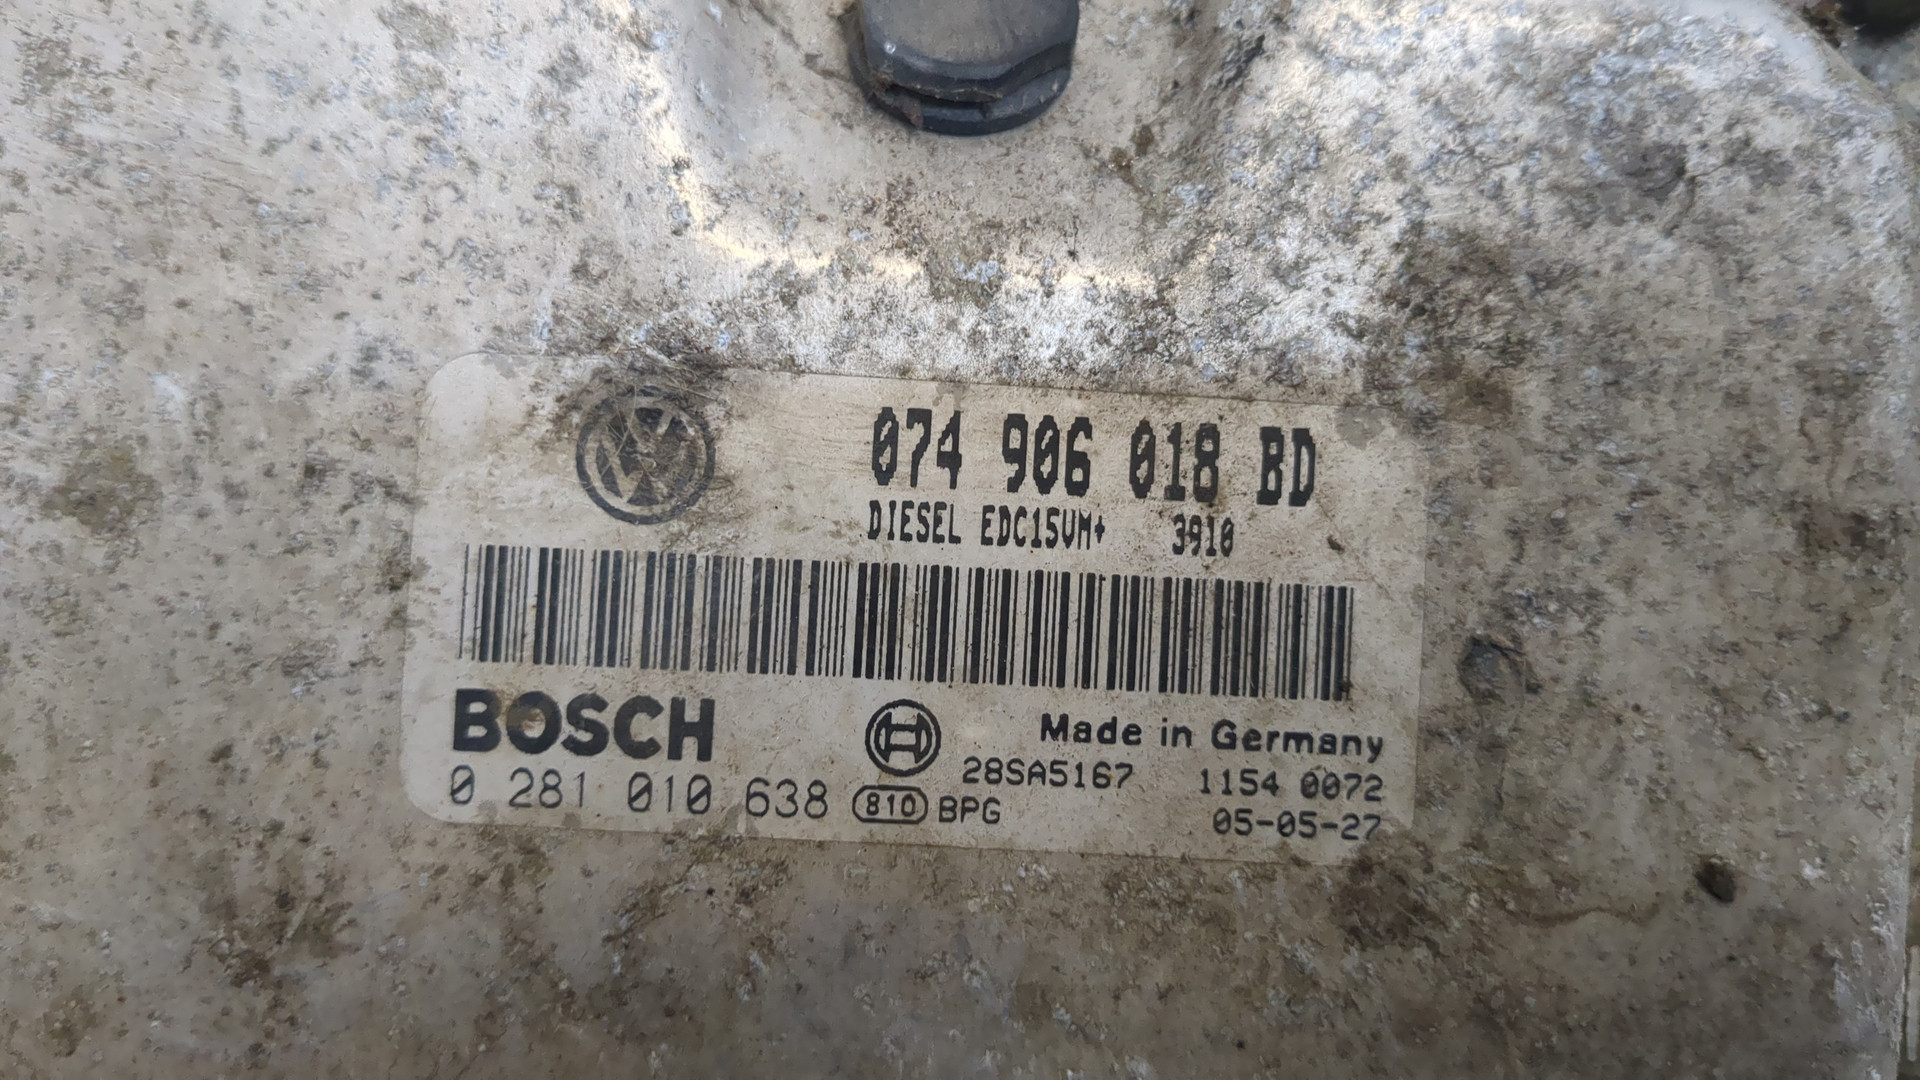 074 906 018 BD
DIESEL EDC15VM+ 3910
BOSCH
Made in Germany
28SA5167 1154 0072
0 281 010 638 810 BPG
05-05-27